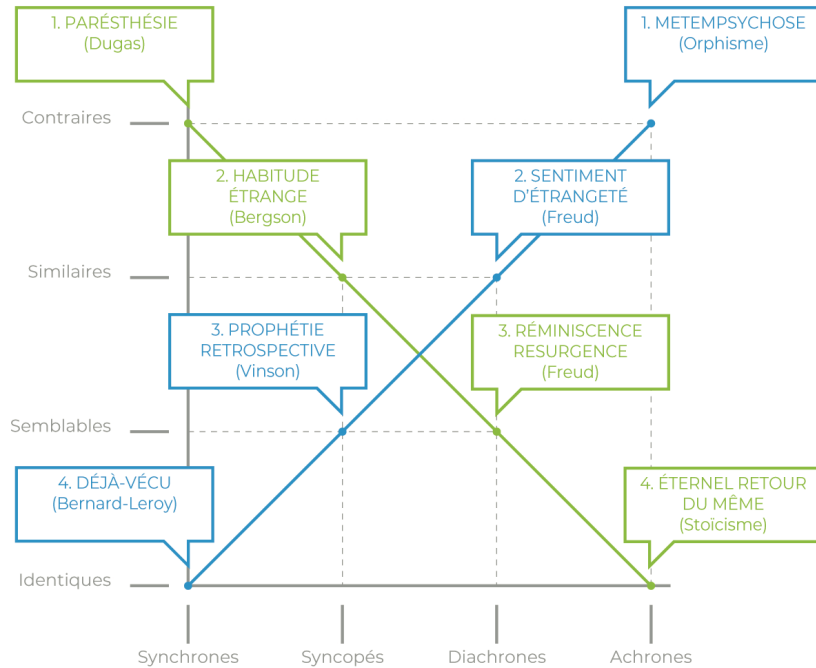 1. PARÉSTHÉSIE
(Dugas)
1. METEMPSYCHOSE
(Orphisme)
Contraires
2. HABITUDE
ÉTRANGE
(Bergson)
2. SENTIMENT
D'ÉTRANGETÉ
(Freud)
Similaires
3. PROPHÉTIE
RETROSPECTIVE
(Vinson)
3. RÉMINISCENCE
RESURGENCE
(Freud)
Semblables
4. DÉJÀ-VÉCU
(Bernard-Leroy)
4. ÉTERNEL RETOUR
DU MÊME
(Stoïcisme)
Identiques
Synchrones
Syncopés
Diachrones
Achrones